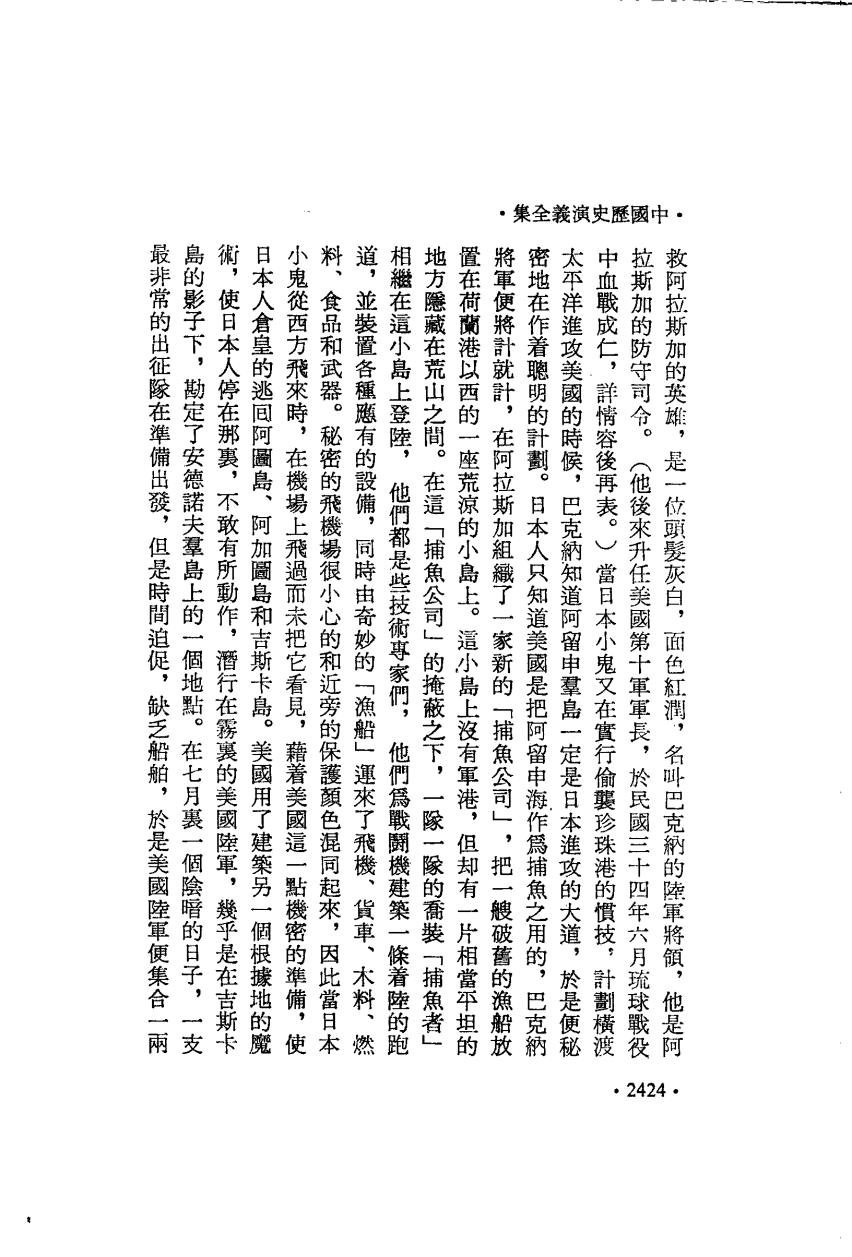 ·中國歷史演義全集·
救阿拉斯加的英雄，是一位頭髮灰白，面色紅潤，名叫巴克納的陸軍將領，他是阿
拉斯加的防守司令。（他後來升任美國第十軍軍長，於民國三十四年六月琉球戰役
中血戰成仁，詳情容後再表。）當日本小鬼又在實行偷襲珍珠港的慣技，計劃橫渡
太平洋進攻美國的時候，巴克納知道阿留申羣島一定是日本進攻的大道，於是便秘
密地在作着聰明的計劃。日本人只知道美國是把阿留申海作爲捕魚之用的，巴克納
將軍便將計就計，在阿拉斯加組織了一家新的「捕魚公司」，把一艘破舊的漁船放
置在荷蘭港以西的一座荒涼的小島上。這小島上沒有軍港，但却有一片相當平坦的
地方隱藏在荒山之間。在這「捕魚公司」的掩蔽之下，一隊一隊的喬裝「捕魚者」
相繼在這小島上登陸，他們都是些技術專家們，他們爲戰鬪機建築一條着陸的跑
道，並裝置各種應有的設備，同時由奇妙的「漁船」運來了飛機、貨車、木料、燃
料、食品和武器。秘密的飛機場很小心的和近旁的保護顏色混同起來，因此當日本
小鬼從西方飛來時，在機場上飛過而未把它看見，藉着美國這一點機密的準備，使
日本人倉皇的逃回阿圖島、阿加圖島和吉斯卡島。美國用了建築另一個根據地的魔
術，使日本人停在那裏，不敢有所動作，潛行在霧裏的美國陸軍，幾乎是在吉斯卡
島的影子下，勘定了安德諾夫羣島上的一個地點。在七月裏一個陰暗的日子，一支
最非常的出征隊在準備出發，但是時間迫促，缺乏船舶，於是美國陸軍便集合一兩
·2424·